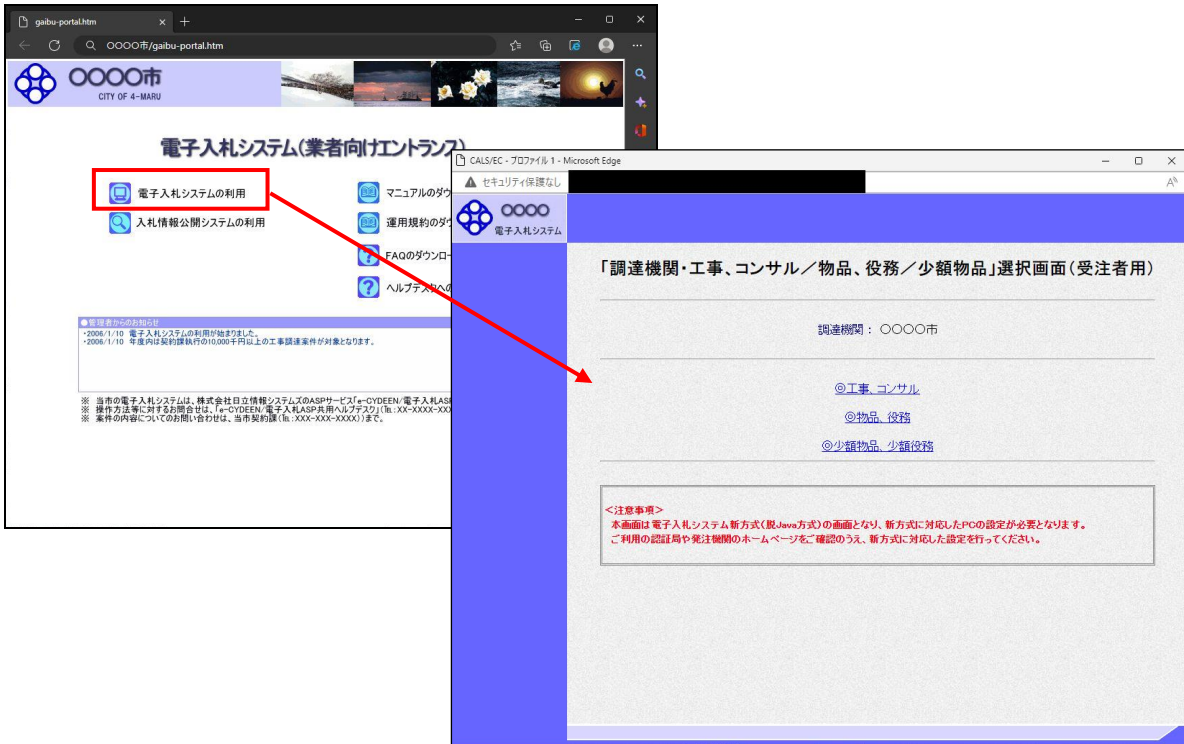 gaibu-portal.htm
〇〇〇〇市/gaibu-portal.htm
〇〇〇〇市
CITY OF 4-MARU
電子入札システム(業者向けエントランス)
電子入札システムの利用
マニュアルのダウ
入札情報公開システムの利用
運用規約のダウ
FAQのダウンロー
ヘルプデスクへの
●管理者からのお知らせ
・2006/1/10 電子入札システムの利用が始まりました。
・2006/1/10 年度内は契約課執行の10,000千円以上の工事調達案件が対象となります。
※ 当市の電子入札システムは、株式会社日立情報システムズのASPサービス「e-CYDEEN/電子入札AS
※ 操作方法等に対するお問合せは、「e-CYDEEN/電子入札ASP共用ヘルプデスク」(℡:XX-XXXX-XX
※ 案件の内容についてのお問い合わせは、当市契約課(℡:XXX-XXX-XXXX))まで。
CALS/EC - プロファイル 1 - Microsoft Edge
セキュリティ保護なし
〇〇〇〇
電子入札システム
「調達機関・工事、コンサル/物品、役務/少額物品」選択画面(受注者用)
調達機関: 〇〇〇〇市
◎工事、コンサル
◎物品、役務
◎少額物品、少額役務
<注意事項>
本画面は電子入札システム新方式(脱Java方式)の画面となり、新方式に対応したPCの設定が必要となります。
ご利用の認証局や発注機関のホームページをご確認のうえ、新方式に対応した設定を行ってください。